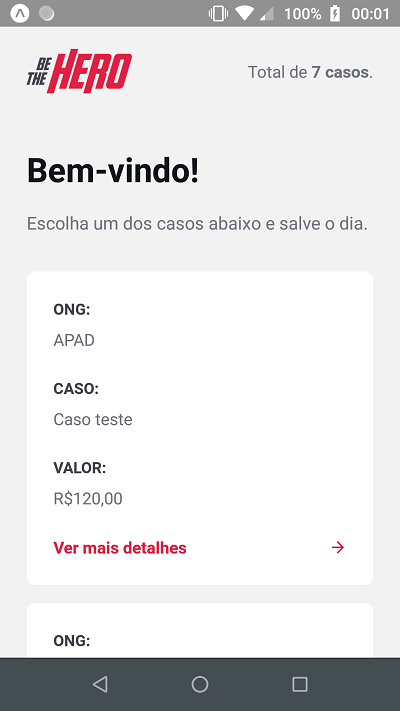 100% 00:01
BE THE HERO
Total de 7 casos.
Bem-vindo!
Escolha um dos casos abaixo e salve o dia.
ONG:
APAD
CASO:
Caso teste
VALOR:
R$120,00
Ver mais detalhes
ONG: